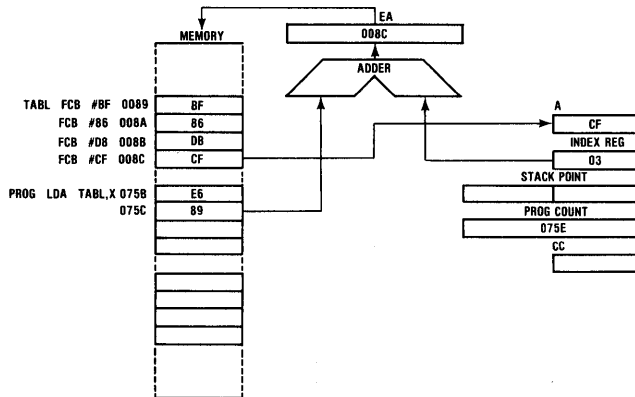 EA
MEMORY
008C
ADDER
TABL FCB #BF 0089 BF
A
FCB #86 008A 86
FCB #D8 008B DB
CF
FCB #CF 008C CF
INDEX REG
03
STACK POINT
PROG LDA TABL,X 075B E6
075C 89
PROG COUNT
075E
CC